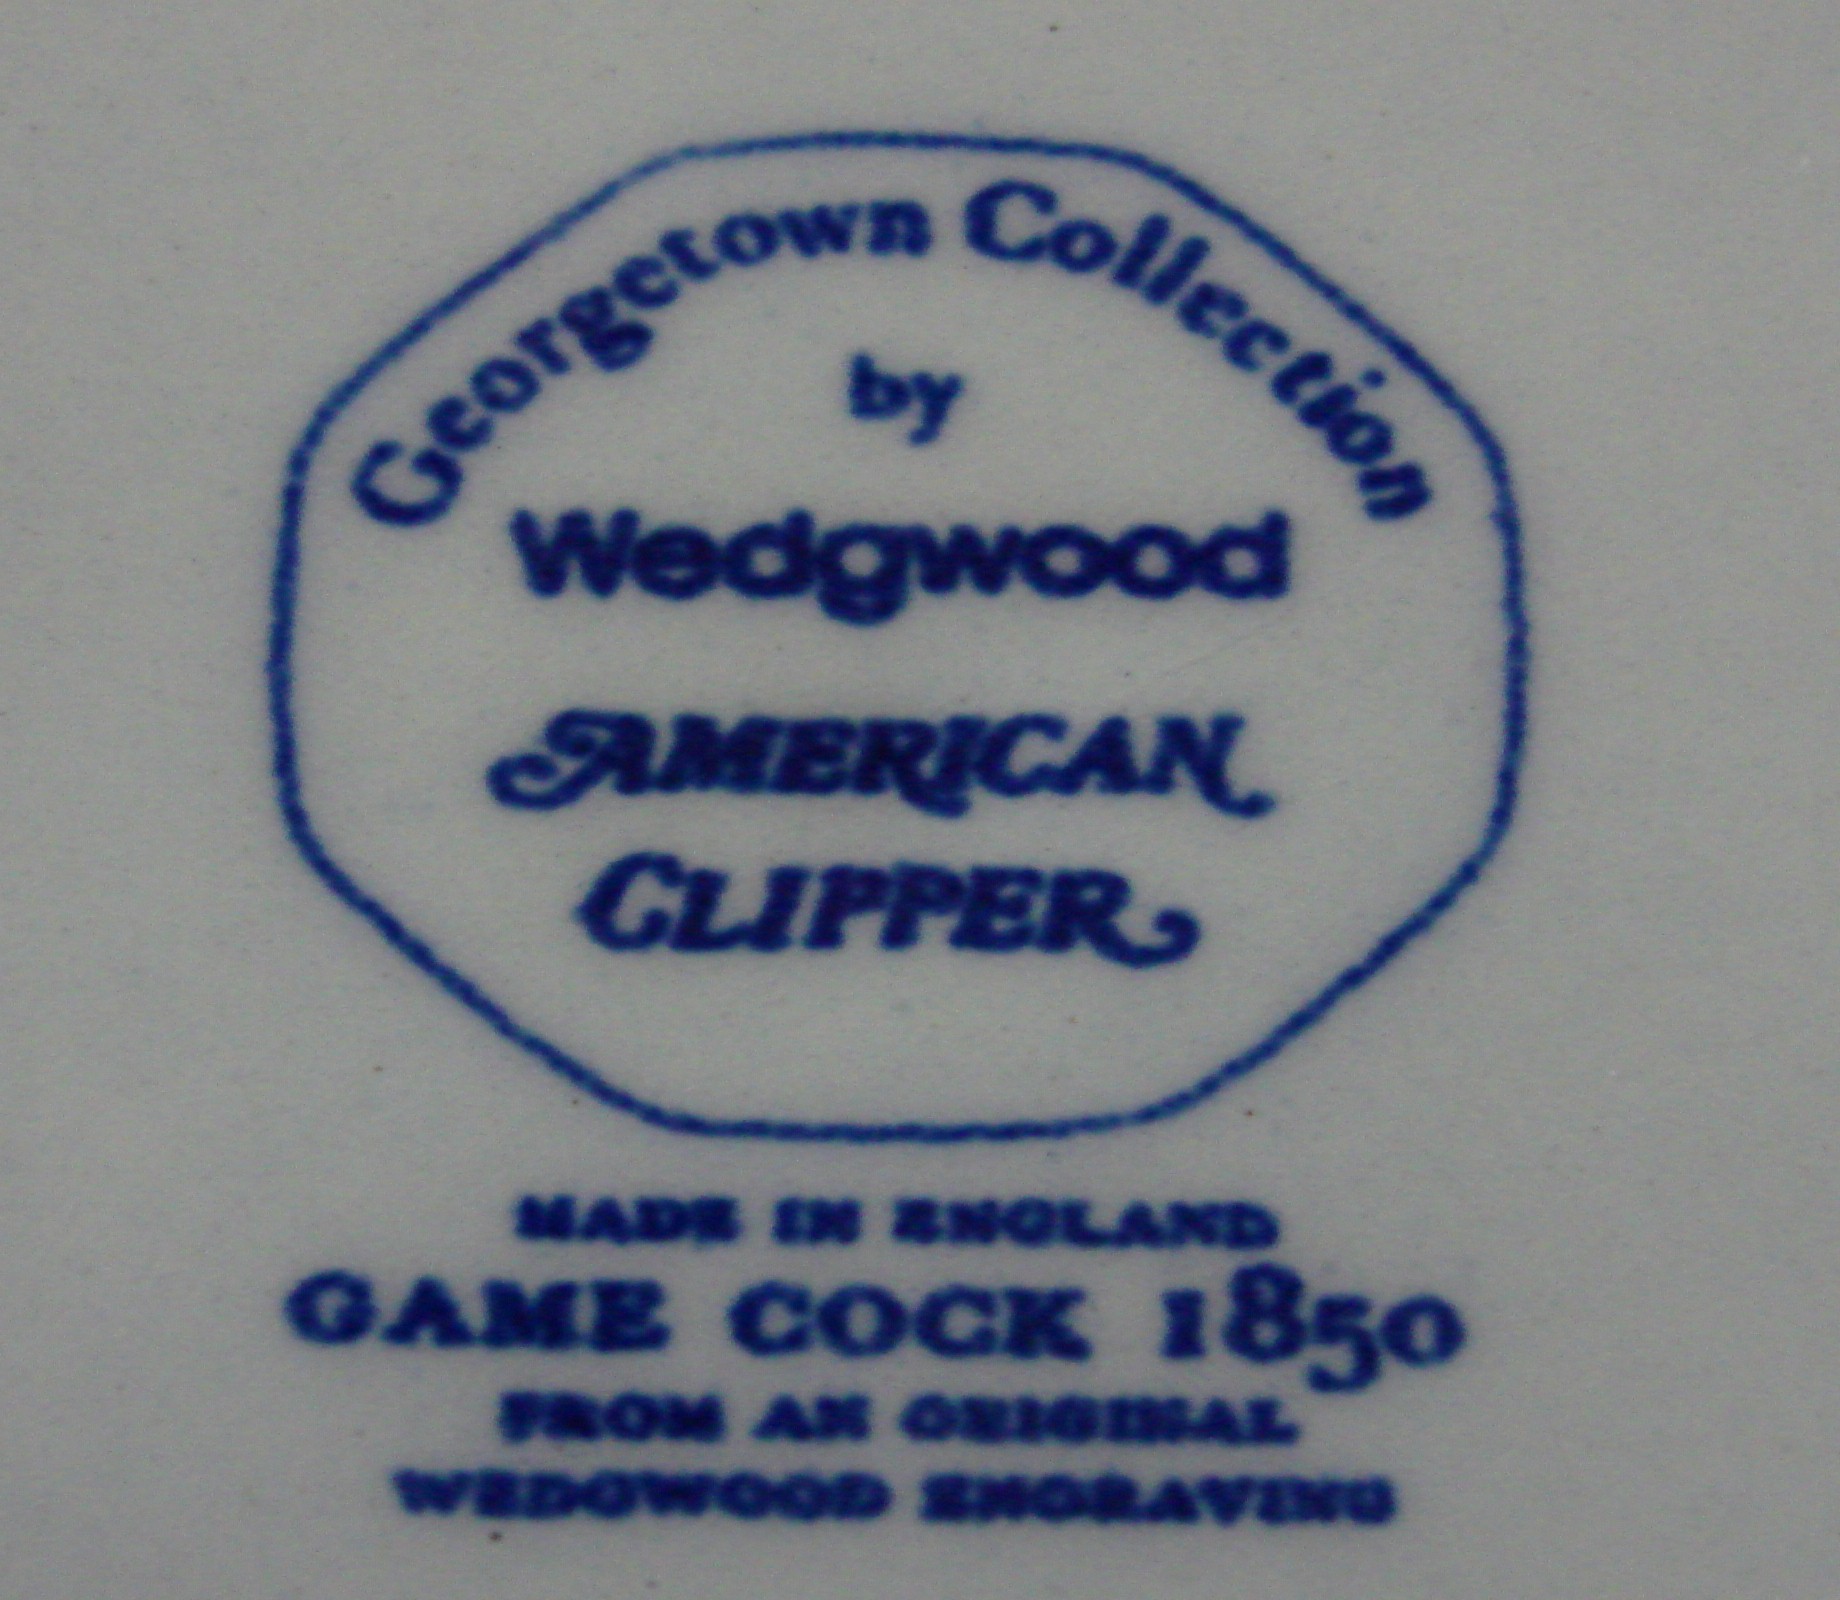 Georgetown Collection
by
Wedgwood
AMERICAN
CLIPPER
MADE IN ENGLAND
GAME COCK 1850
FROM AN ORIGINAL
WEDGWOOD ENGRAVING